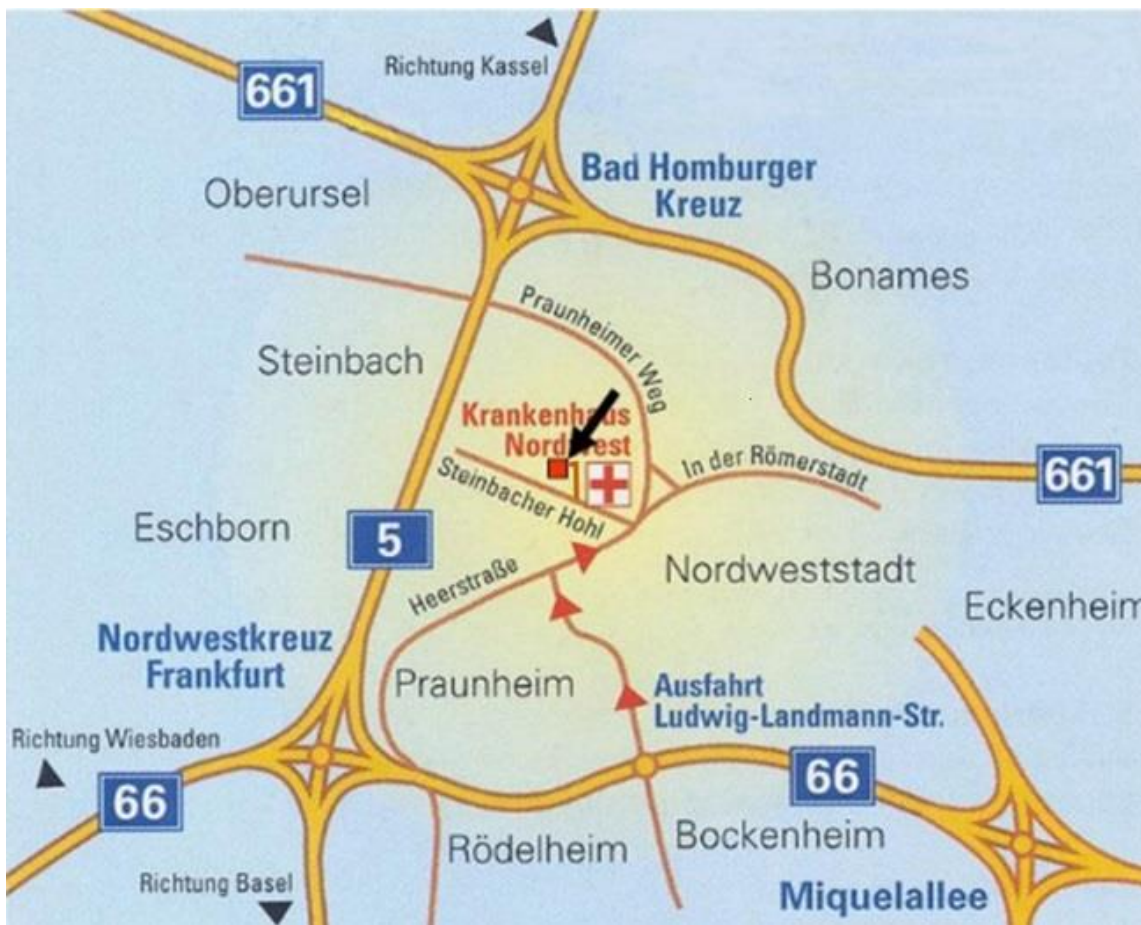 Richtung Kassel
661
Bad Homburger
Kreuz
Oberursel
Bonames
Praunheimer Weg
Steinbach
Krankenhaus
Nordwest
In der Römerstadt
661
Steinbacher Hohl
Eschborn
5
Heerstraße
Nordweststadt
Eckenheim
Nordwestkreuz
Frankfurt
Praunheim
Ausfahrt
Ludwig-Landmann-Str.
Richtung Wiesbaden
66
66
Rödelheim
Bockenheim
Richtung Basel
Miquelallee